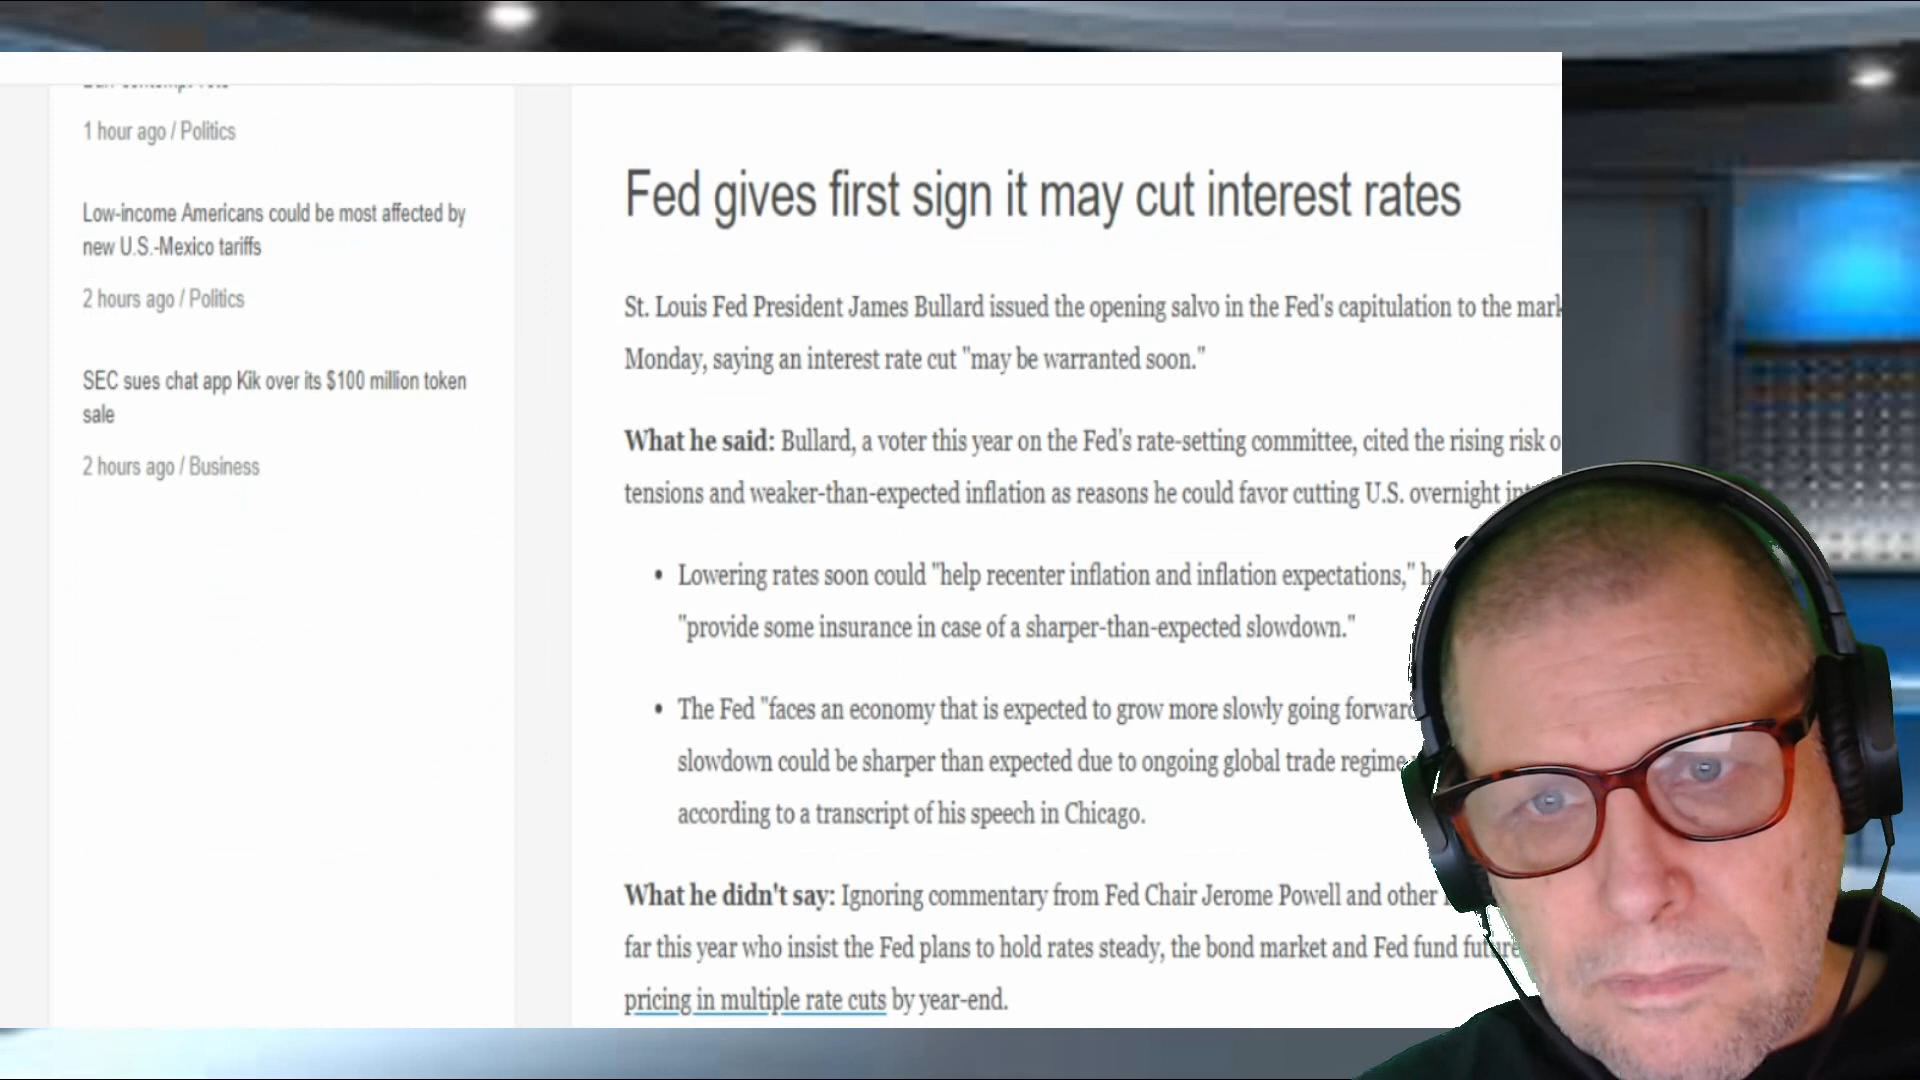 1 hour ago / Politics
Low-income Americans could be most affected by
new U.S.-Mexico tariffs
2 hours ago / Politics
SEC sues chat app Kik over its $100 million token
sale
2 hours ago / Business
Fed gives first sign it may cut interest rates
St. Louis Fed President James Bullard issued the opening salvo in the Fed's capitulation to the
Monday, saying an interest rate cut "may be warranted soon."
What he said: Bullard, a voter this year on the Fed's rate-setting committee, cited the rising risk
tensions and weaker-than-expected inflation as reasons he could favor cutting U.S. overnight
• Lowering rates soon could "help recenter inflation and inflation expectations,"
"provide some insurance in case of a sharper-than-expected slowdown."
• The Fed "faces an economy that is expected to grow more slowly going
slowdown could be sharper than expected due to ongoing global trade regime
according to a transcript of his speech in Chicago.
What he didn't say: Ignoring commentary from Fed Chair Jerome Powell and other
far this year who insist the Fed plans to hold rates steady, the bond market and Fed fund
pricing in multiple rate cuts by year-end.